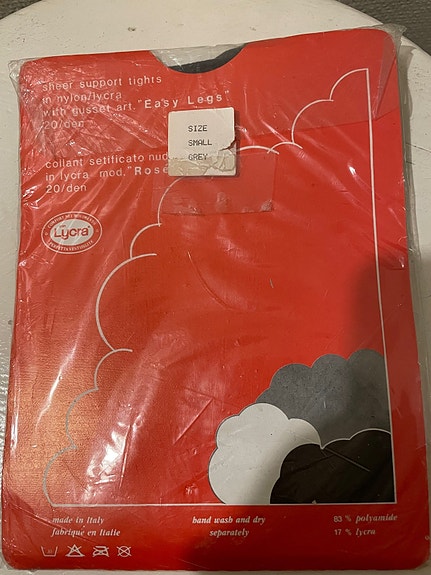 sheer support tights
in nylon/lycra
with gusset art."Easy Legs"
20/den
SIZE
SMALL
GREY
collant setificato nud
in lycra mod."Rose
20/den
Lycra
made in Italy
fabrique en Italie
hand wash and dry
separately
83 % polyamide
17 % lycra